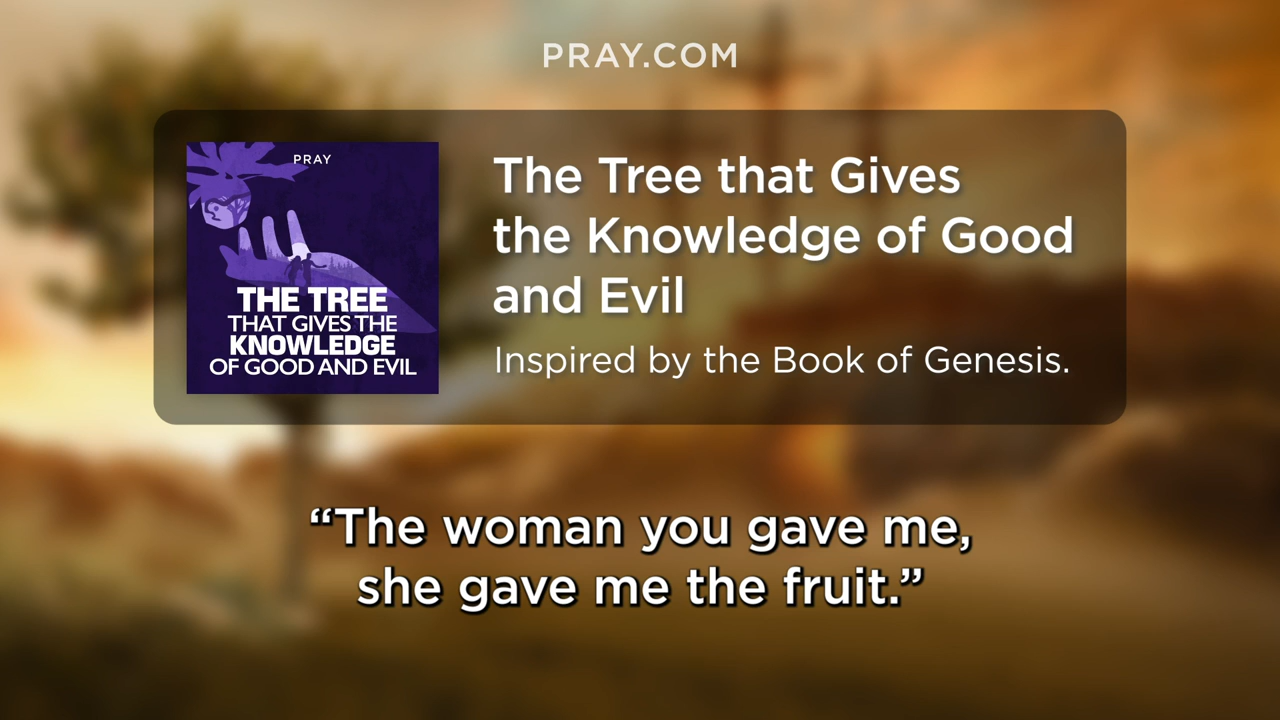 PRAY.COM
PRAY
THE TREE
THAT GIVES THE
KNOWLEDGE
OF GOOD AND EVIL
The Tree that Gives
the Knowledge of Good
and Evil
Inspired by the Book of Genesis.
“The woman you gave me,
she gave me the fruit.”